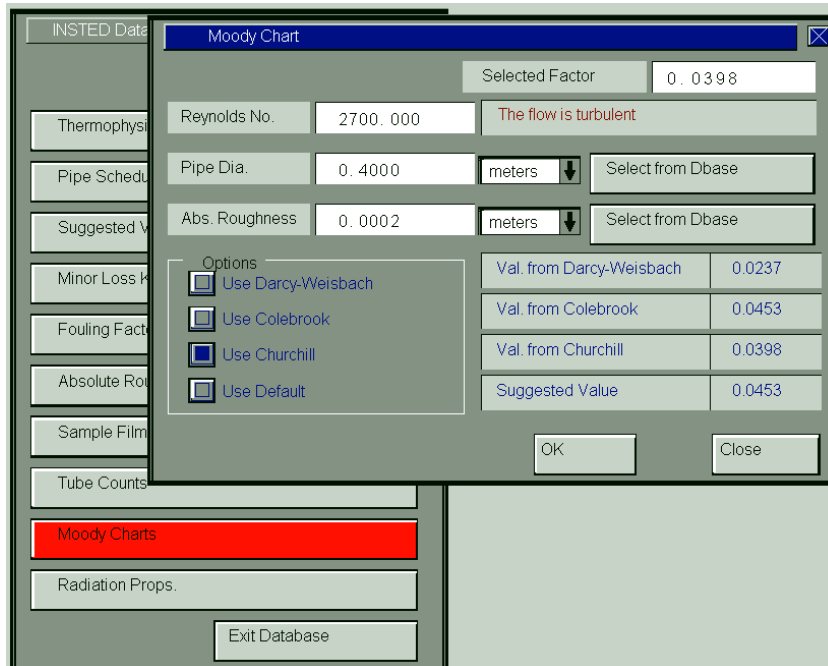 INSTED Data
Moody Chart
Selected Factor 0.0398
Reynolds No. 2700.000 The flow is turbulent
Pipe Dia. 0.4000 meters Select from Dbase
Abs. Roughness 0.0002 meters Select from Dbase
Options
Use Darcy-Weisbach
Use Colebrook
Use Churchill
Use Default
Val. from Darcy-Weisbach 0.0237
Val. from Colebrook 0.0453
Val. from Churchill 0.0398
Suggested Value 0.0453
OK Close
Thermophysi
Pipe Schedu
Suggested V
Minor Loss K
Fouling Facto
Absolute Rou
Sample Film
Tube Counts
Moody Charts
Radiation Props.
Exit Database